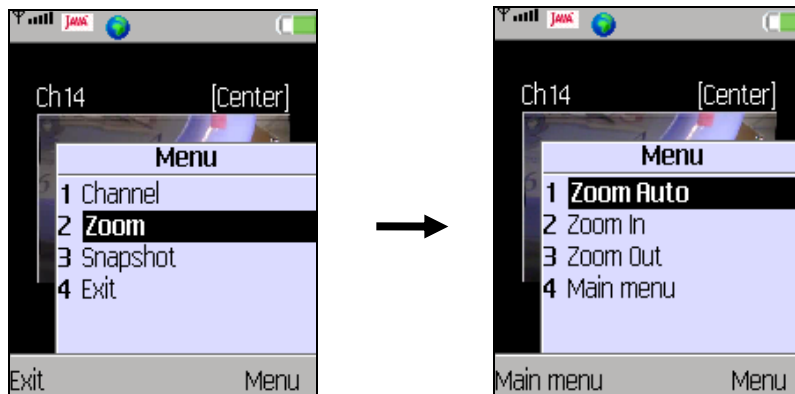 JAVA
Ch14 [Center]
Menu
1 Channel
2 Zoom
3 Snapshot
4 Exit
Exit Menu
JAVA
Ch14 [Center]
Menu
1 Zoom Auto
2 Zoom In
3 Zoom Out
4 Main menu
Main menu Menu